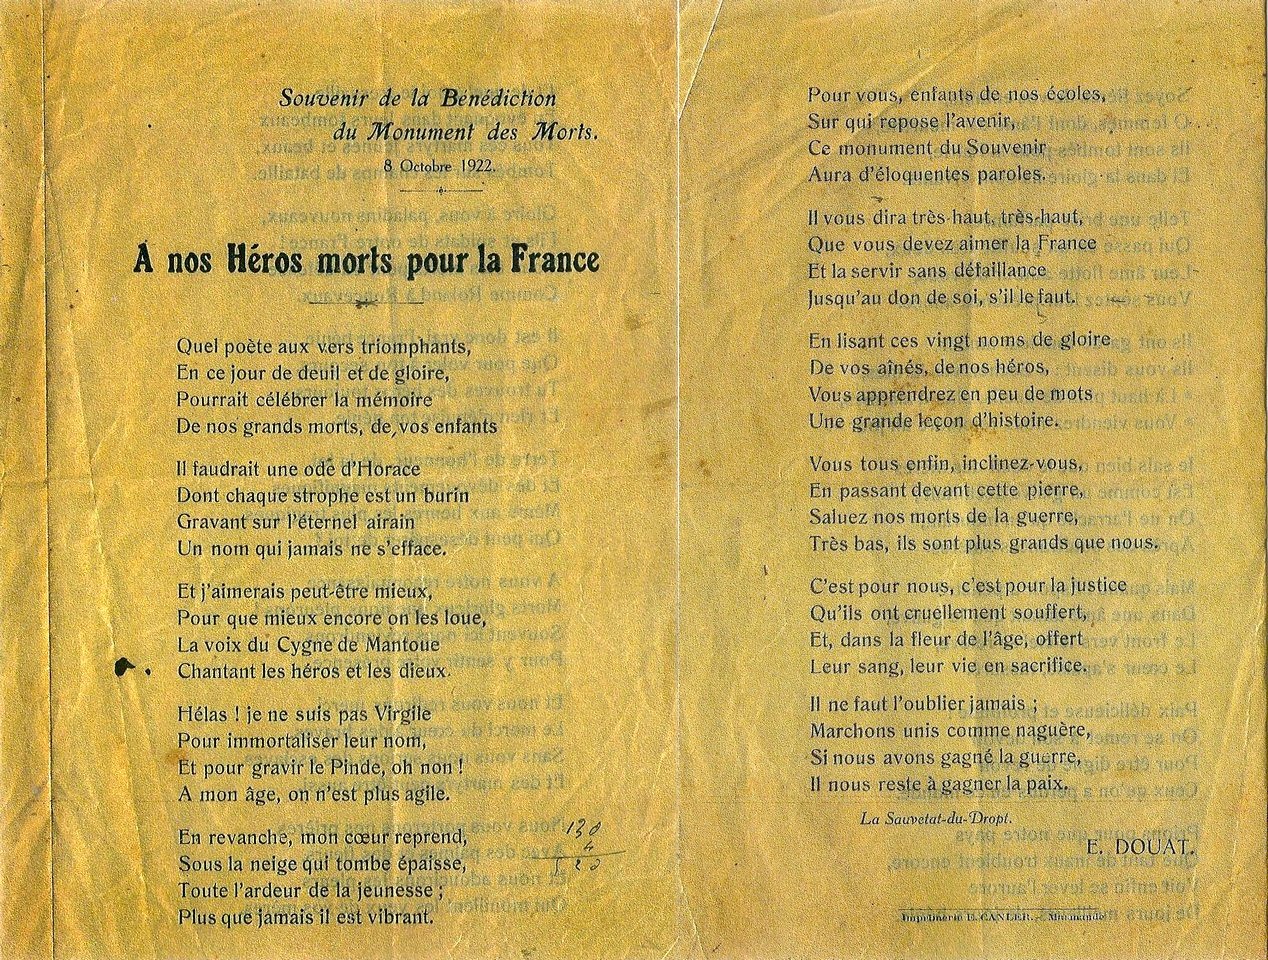 Souvenir de la Bénédiction
du Monument des Morts.
8 Octobre 1922.
A nos Héros morts pour la France
Quel poète aux vers triomphants,
En ce jour de deuil et de gloire,
Pourrait célébrer la mémoire
De nos grands morts, de vos enfants
Il faudrait une ode d'Horace
Dont chaque strophe est un burin
Gravant sur l'éternel airain
Un nom qui jamais ne s'efface.
Et j'aimerais peut-être mieux,
Pour que mieux encore on les loue,
La voix du Cygne de Mantoue
Chantant les héros et les dieux.
Hélas ! je ne suis pas Virgile
Pour immortaliser leur nom,
Et pour gravir le Pinde, oh non !
A mon âge, on n'est plus agile.
En revanche, mon cœur reprend,
Sous la neige qui tombe épaisse,
Toute l'ardeur de la jeunesse ;
Plus que jamais il est vibrant.
130
4
Pour vous, enfants de nos écoles,
Sur qui repose l'avenir,
Ce monument du Souvenir
Aura d'éloquentes paroles.
Il vous dira très-haut, très-haut,
Que vous devez aimer la France
Et la servir sans défaillance
Jusqu'au don de soi, s'il le faut.
En lisant ces vingt noms de gloire
De vos aînés, de nos héros,
Vous apprendrez en peu de mots
Une grande leçon d'histoire.
Vous tous enfin, inclinez-vous,
En passant devant cette pierre,
Saluez nos morts de la guerre,
Très bas, ils sont plus grands que nous.
C'est pour nous, c'est pour la justice
Qu'ils ont cruellement souffert,
Et, dans la fleur de l'âge, offert
Leur sang, leur vie en sacrifice.
Il ne faut l'oublier jamais ;
Marchons unis comme naguère,
Si nous avons gagné la guerre,
Il nous reste à gagner la paix.
La Sauvetat-du-Dropt.
E. DOUAT.
Imprimerie